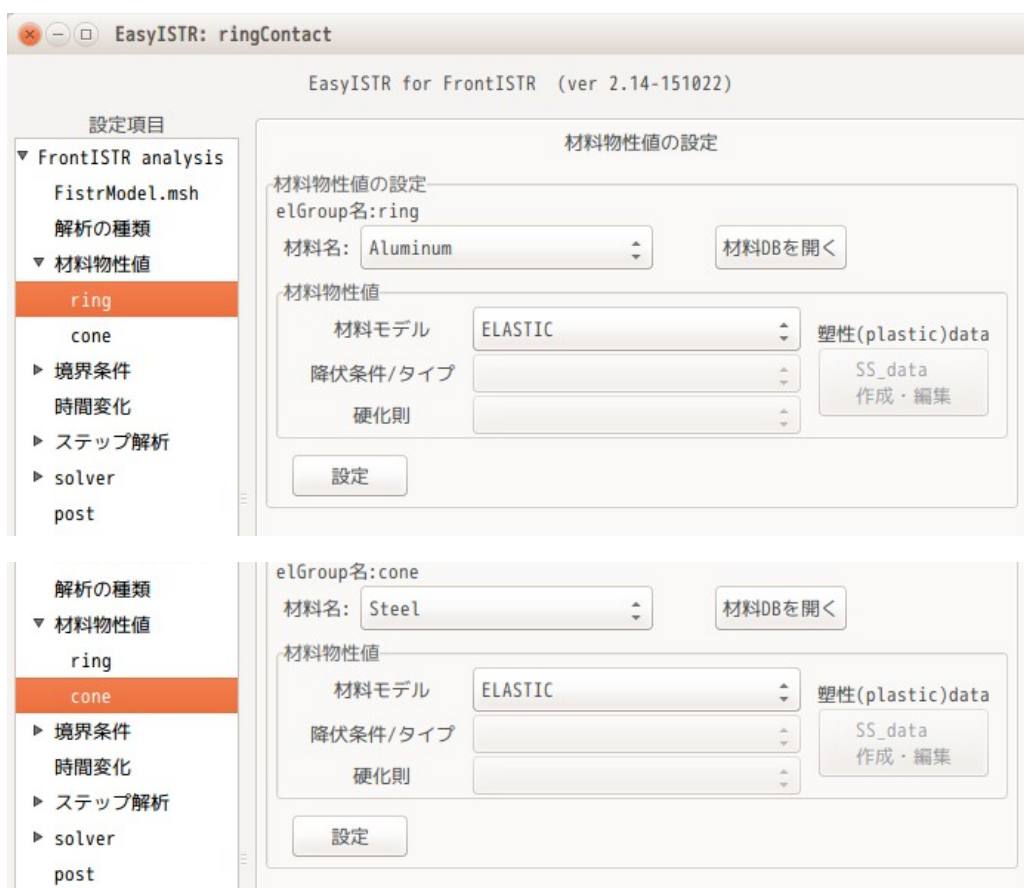 EasyISTR: ringContact
EasyISTR for FrontISTR (ver 2.14-151022)
設定項目
FrontISTR analysis
FistrModel.msh
解析の種類
材料物性値
ring
cone
境界条件
時間変化
ステップ解析
solver
post
材料物性値の設定
材料物性値の設定
elGroup名:ring
材料名: Aluminum 材料DBを開く
材料物性値
材料モデル ELASTIC 塑性(plastic)data
降伏条件/タイプ SS_data
作成・編集
硬化則
設定
解析の種類
材料物性値
ring
cone
境界条件
時間変化
ステップ解析
solver
post
elGroup名:cone
材料名: Steel 材料DBを開く
材料物性値
材料モデル ELASTIC 塑性(plastic)data
降伏条件/タイプ SS_data
作成・編集
硬化則
設定